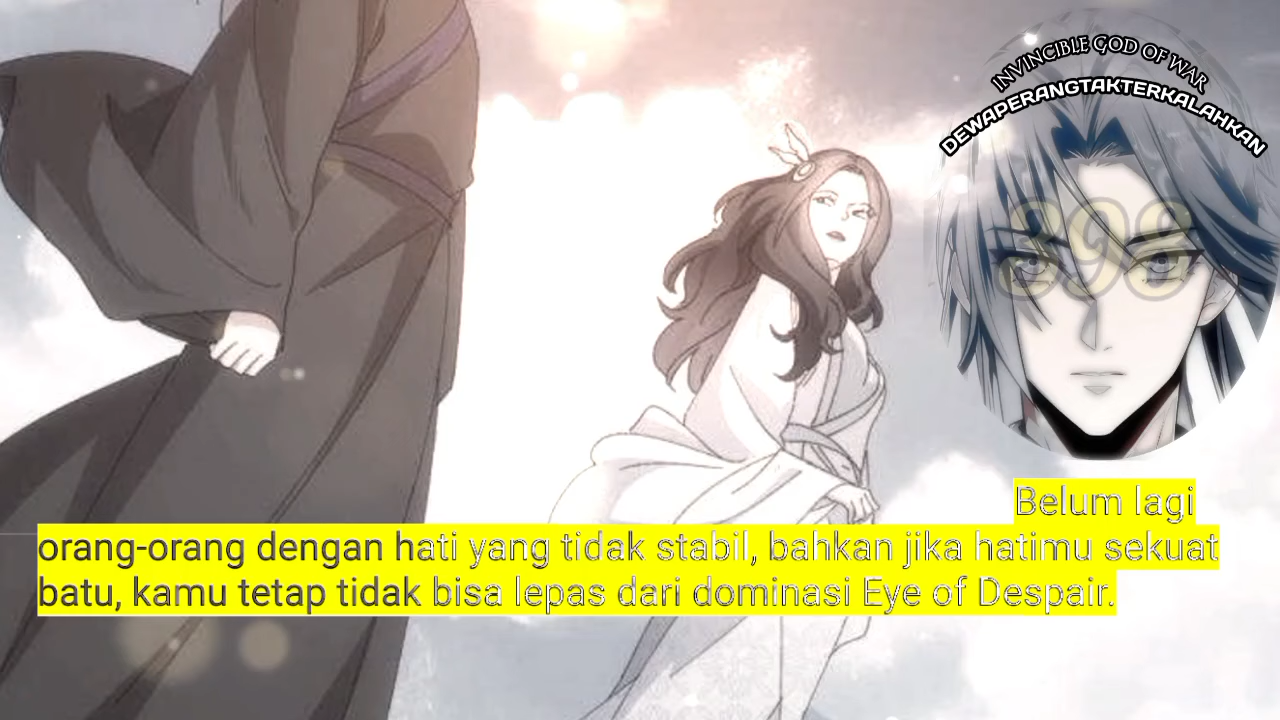 INVINCIBLE GOD OF WAR
DEWAPERANGTAKTERKALAHKAN
398
Belum lagi
orang-orang dengan hati yang tidak stabil, bahkan jika hatimu sekuat
batu, kamu tetap tidak bisa lepas dari dominasi Eye of Despair.